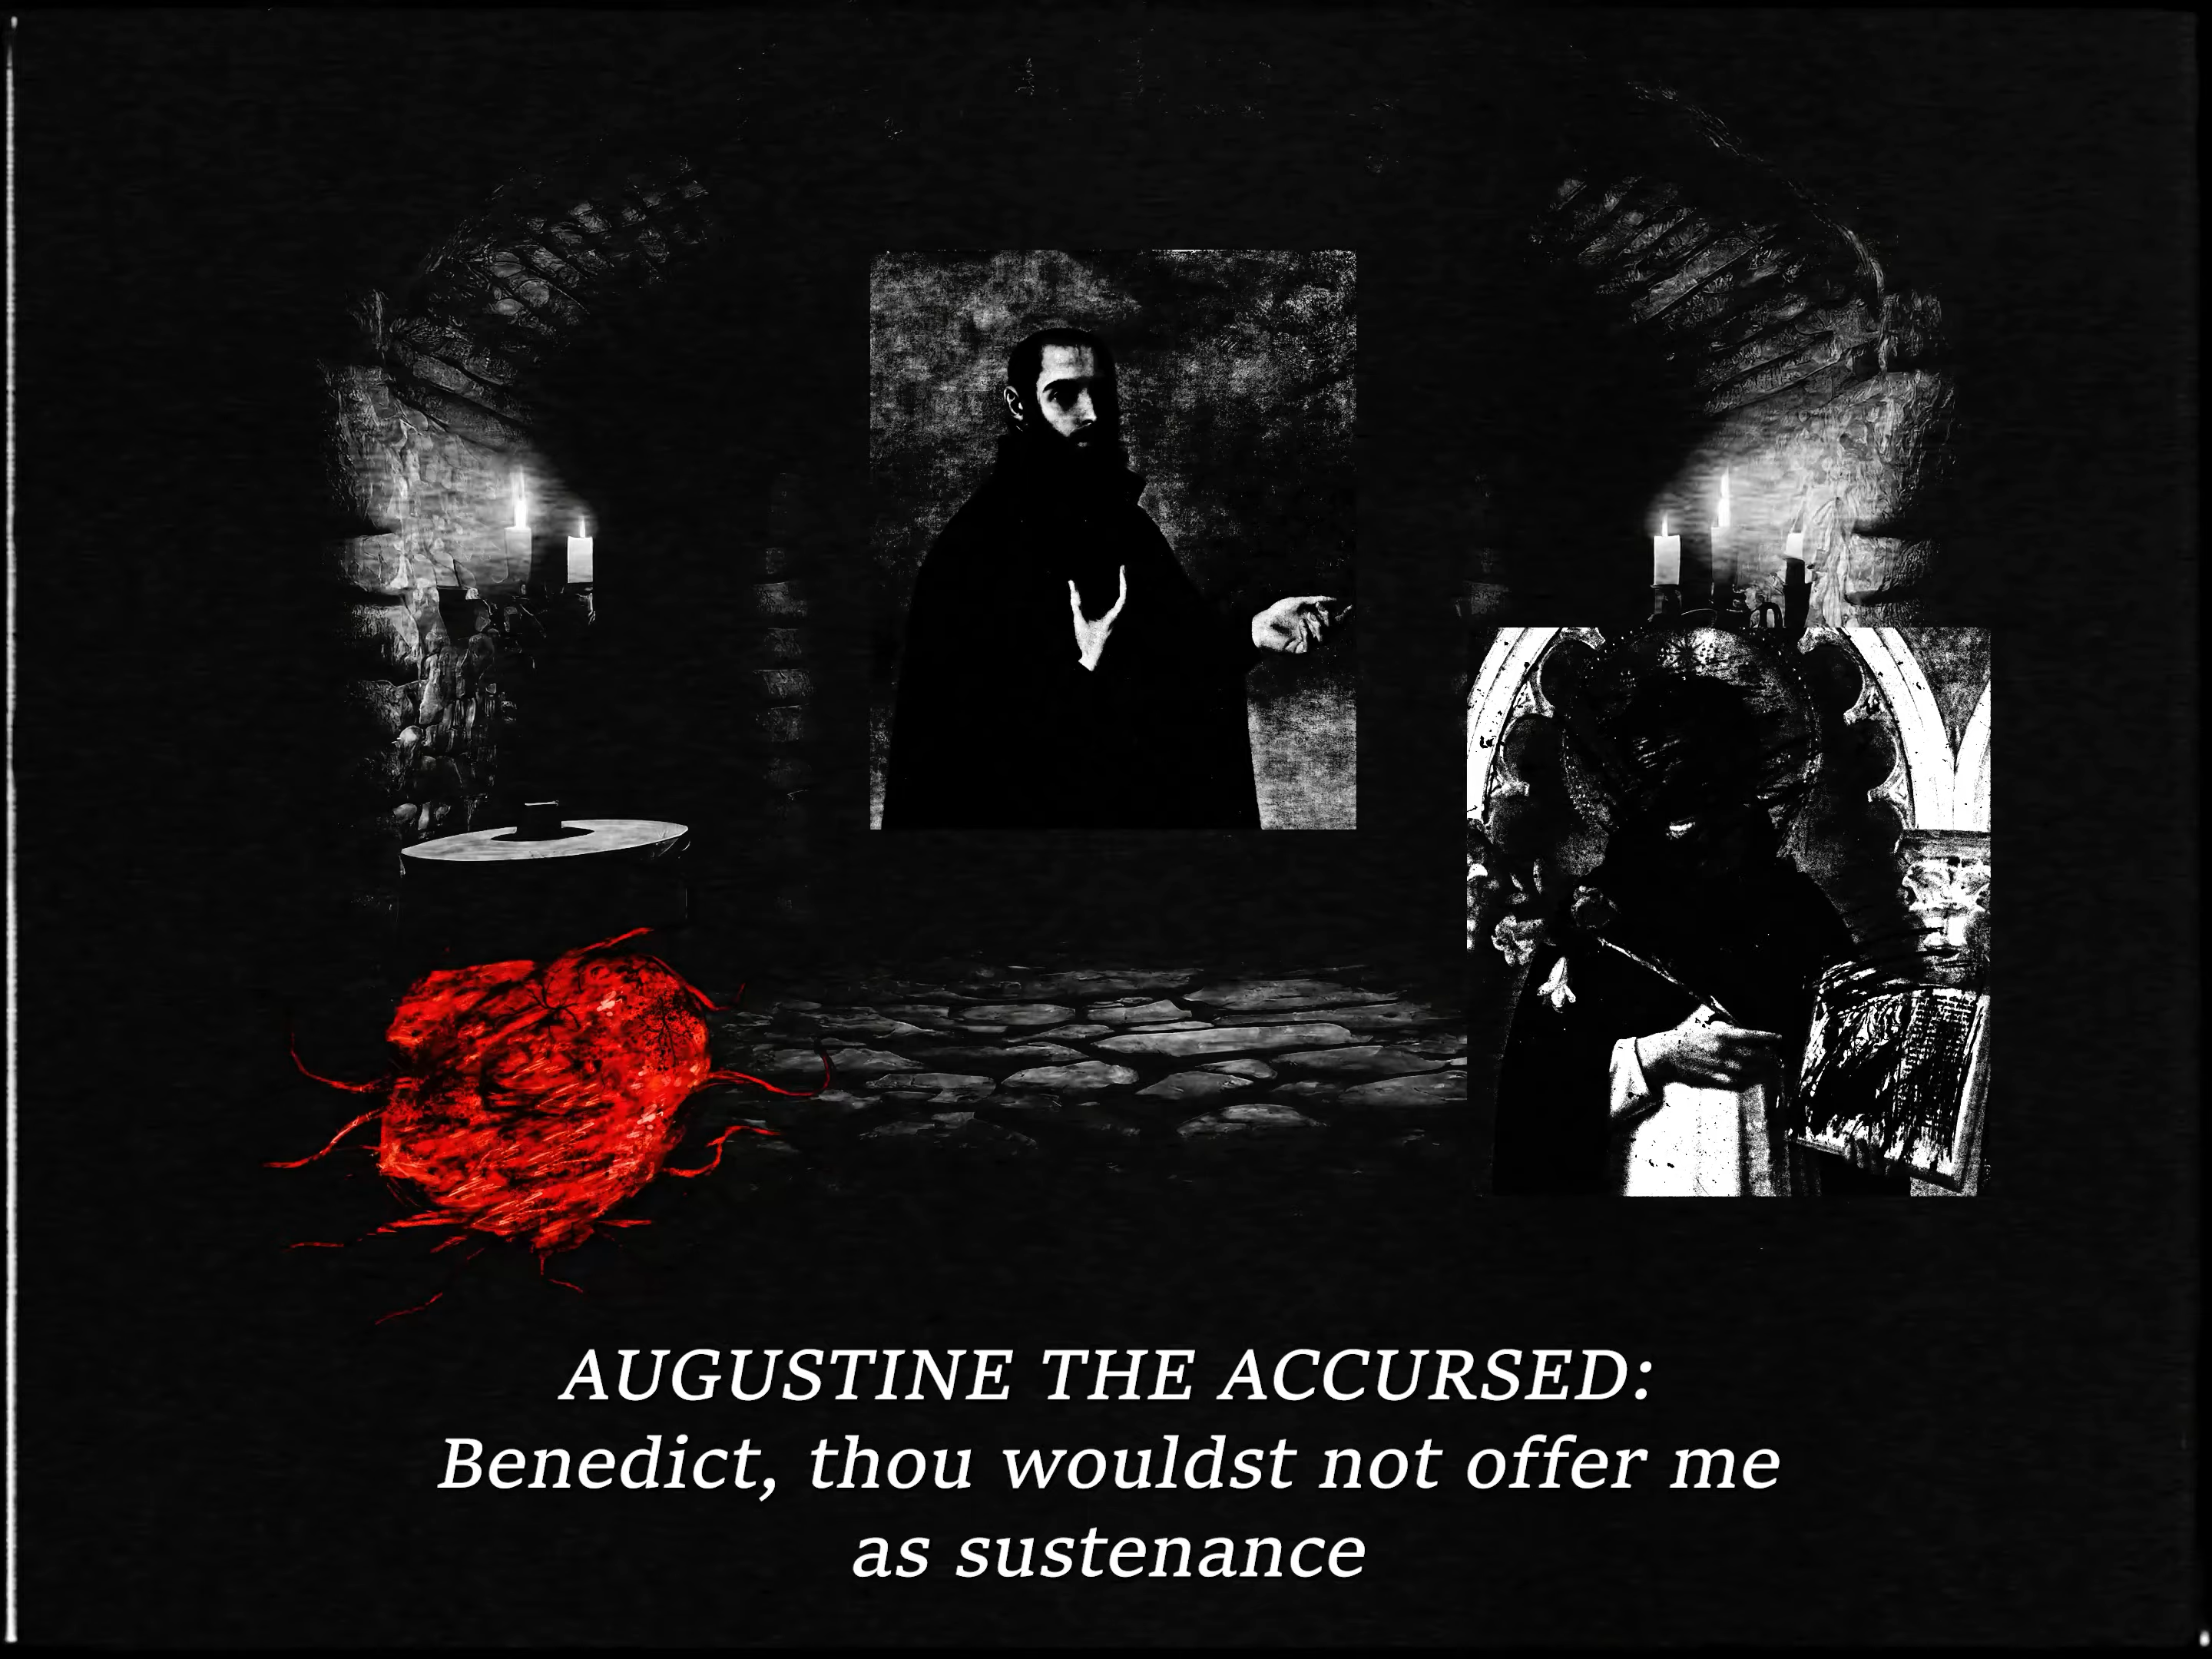 AUGUSTINE THE ACCURSED:
Benedict, thou wouldst not offer me
as sustenance